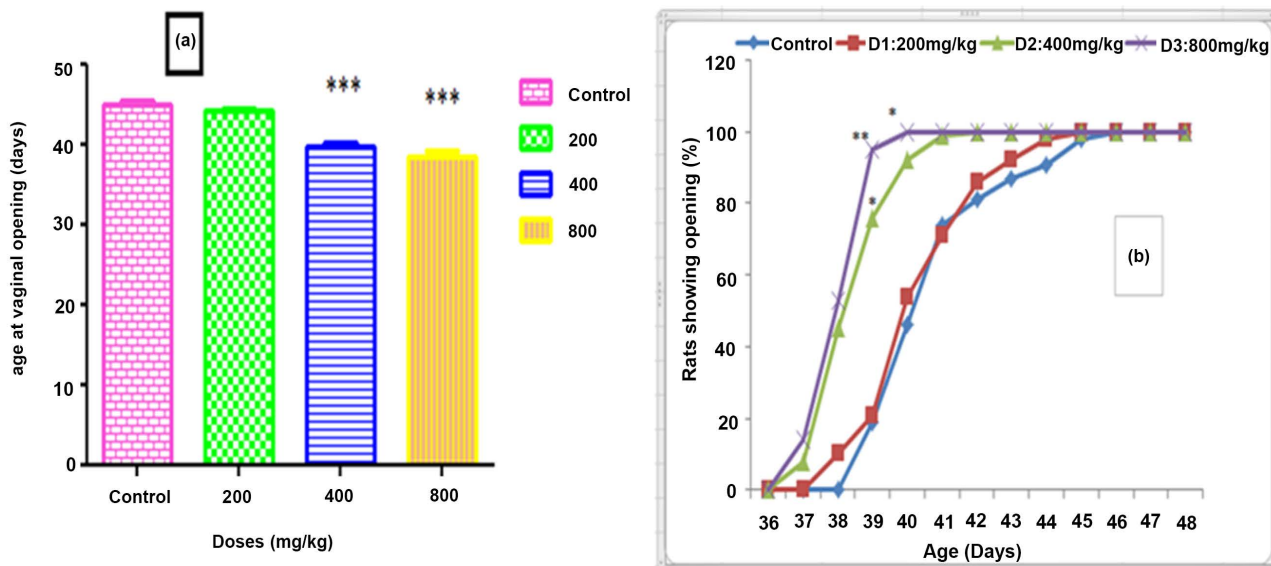 (a)
50
40
30
20
10
0
age at vaginal opening (days)
***
***
Control
200
400
800
Control 200 400 800
Doses (mg/kg)
Control D1:200mg/kg D2:400mg/kg D3:800mg/kg
120
100
80
60
40
20
0
Rats showing opening (%)
*
**
*
(b)
36 37 38 39 40 41 42 43 44 45 46 47 48
Age (Days)